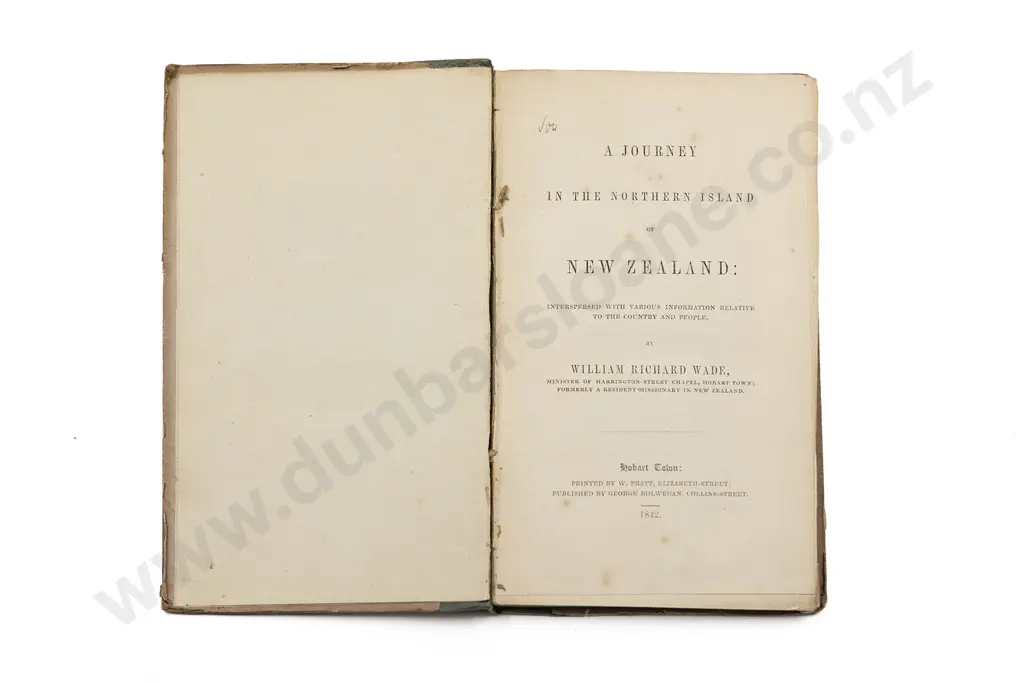 A JOURNEY
IN THE NORTHERN ISLAND
OF
NEW ZEALAND:
INTERSPERSED WITH VARIOUS INFORMATION RELATIVE
TO THE COUNTRY AND PEOPLE.
BY
WILLIAM RICHARD WADE,
MINISTER OF HARRINGTON-STREET CHAPEL, HOBART TOWN;
FORMERLY A RESIDENT MISSIONARY IN NEW ZEALAND.
Hobart Town:
PRINTED BY W. PRATT, ELIZABETH-STREET;
PUBLISHED BY GEORGE ROLWEGAN, COLLINS-STREET.
1842.
www.dunbarsloane.co.nz